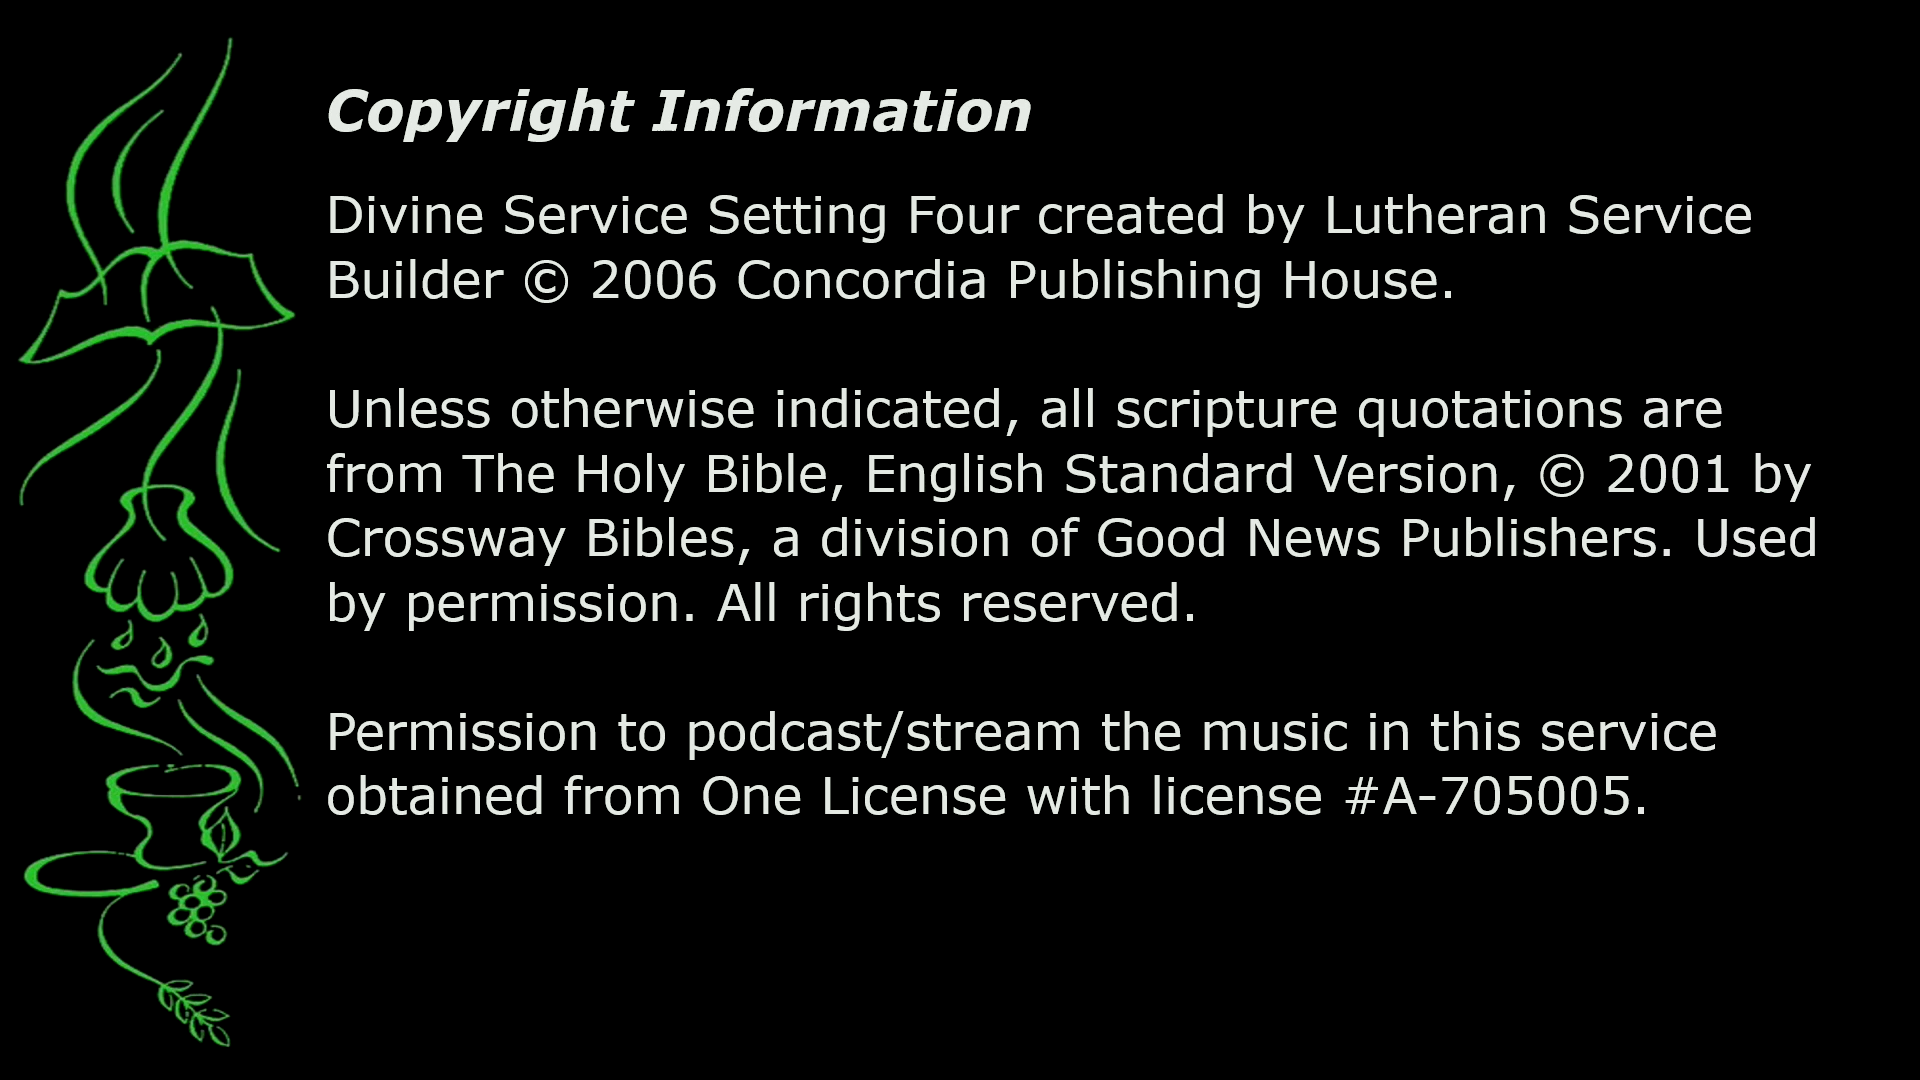 Copyright Information
Divine Service Setting Four created by Lutheran Service
Builder © 2006 Concordia Publishing House.
Unless otherwise indicated, all scripture quotations are
from The Holy Bible, English Standard Version, © 2001 by
Crossway Bibles, a division of Good News Publishers. Used
by permission. All rights reserved.
Permission to podcast/stream the music in this service
obtained from One License with license #A-705005.